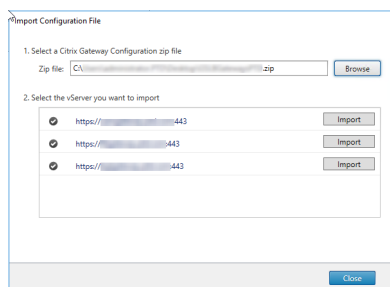 Import Configuration File
1. Select a Citrix Gateway Configuration zip file
Zip file: C:\ .zip Browse
2. Select the vServer you want to import
https:// 443 Import
https:// :443 Import
https:// 443 Import
Close